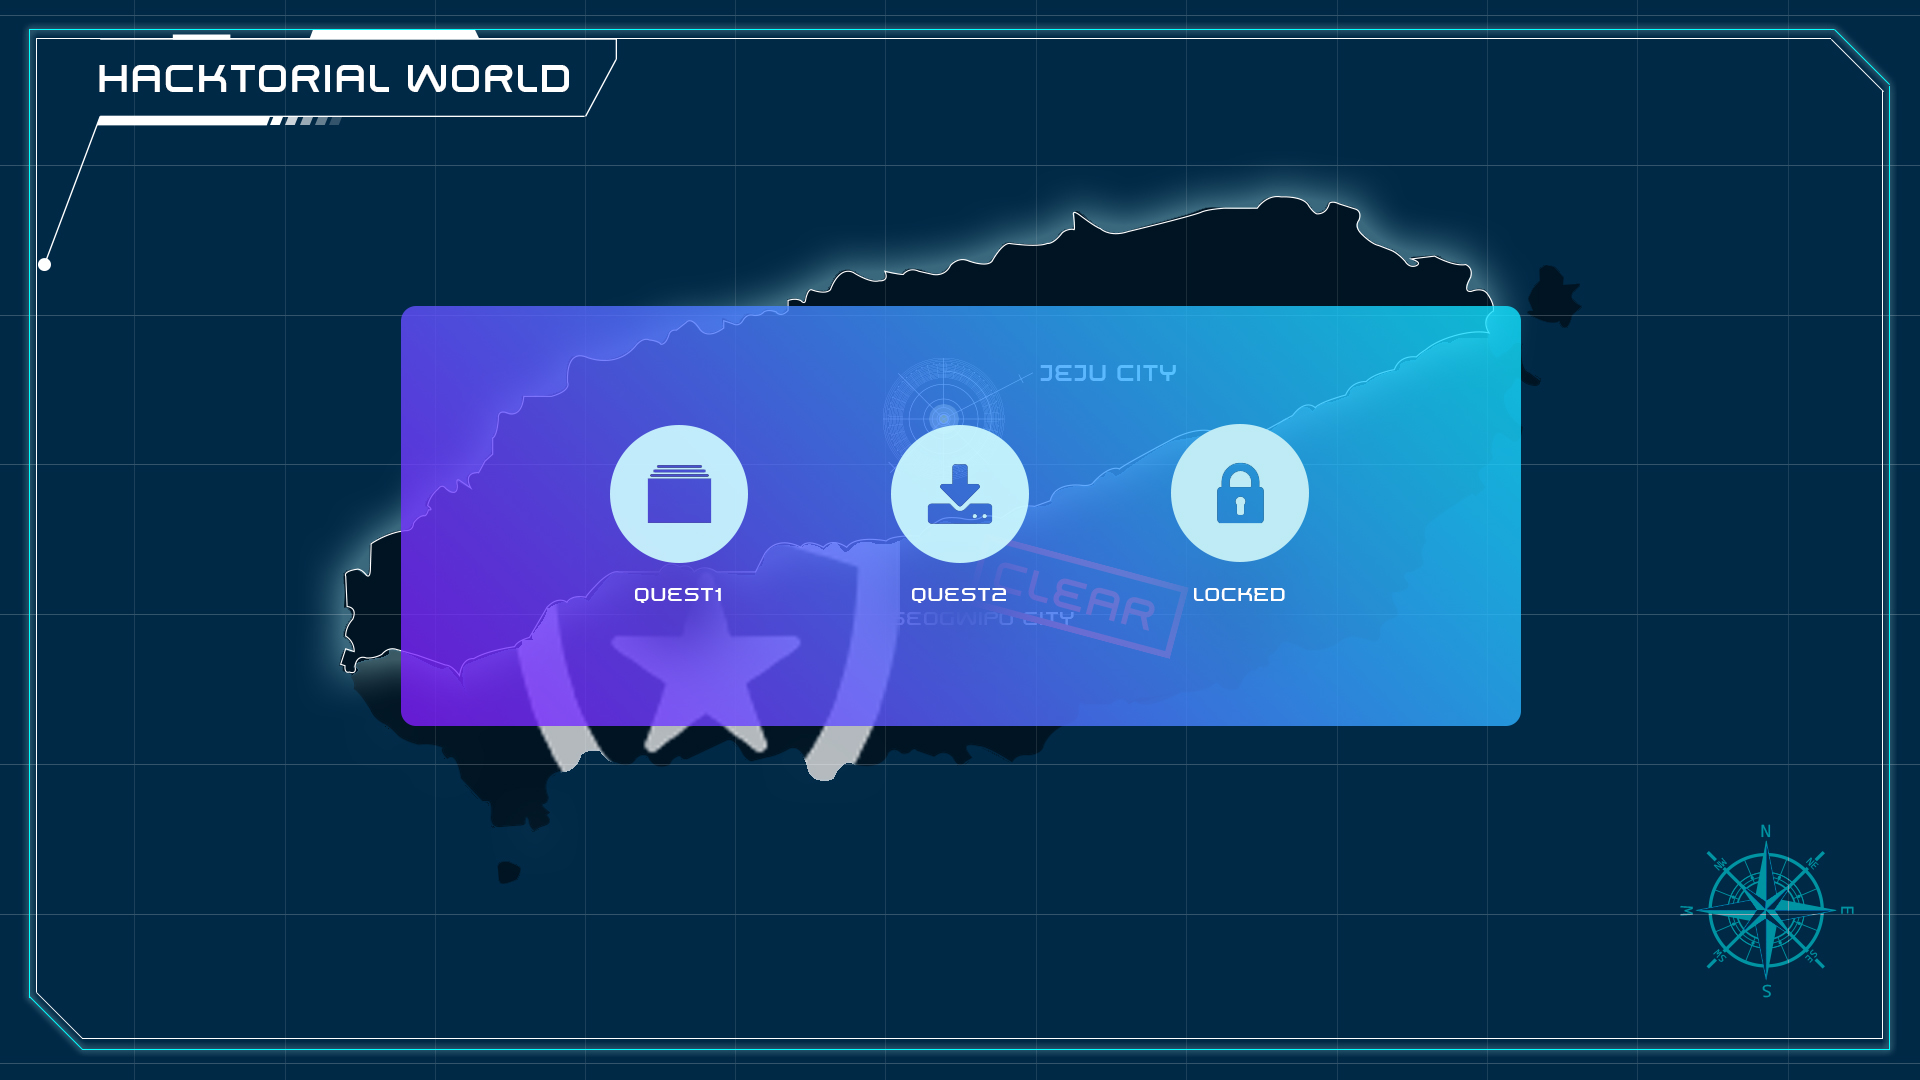 HACKTORIAL WORLD
JEJU CITY
QUEST1
QUEST2
LOCKED
CLEAR
SEOGWIPO CITY
N
NW
NE
W
E
SW
SE
S